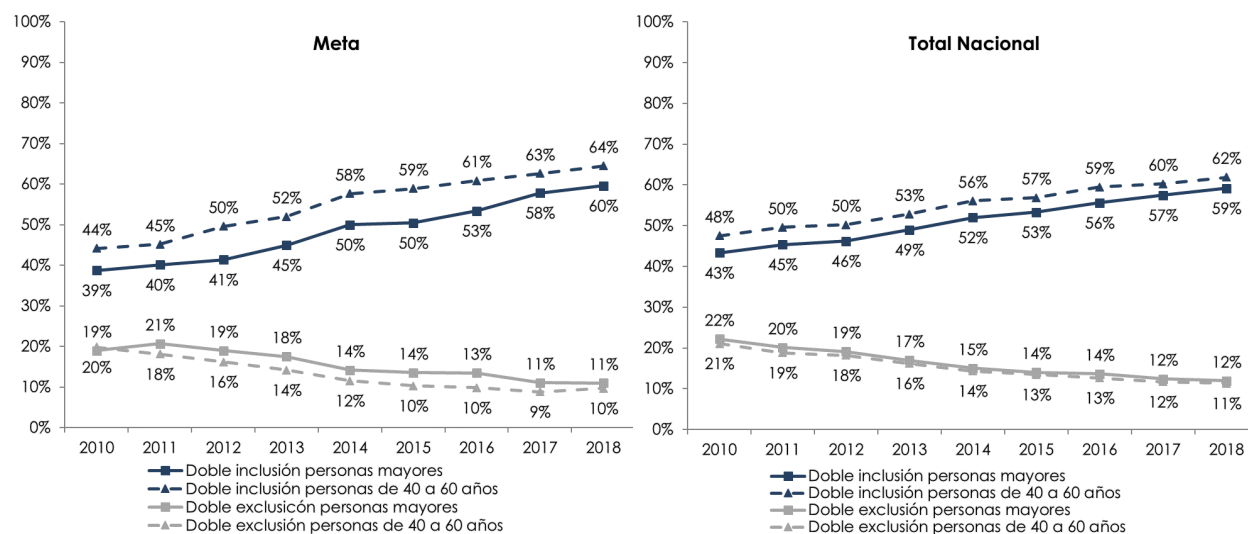 Meta
100%
90%
80%
70%
60%
50%
40%
30%
20%
10%
0%
44% 45% 50% 52% 58% 59% 61% 63% 64%
39% 40% 41% 45% 50% 50% 53% 58% 60%
19% 21% 19% 18% 14% 14% 13% 11% 11%
20% 18% 16% 14% 12% 10% 10% 9% 10%
2010 2011 2012 2013 2014 2015 2016 2017 2018
Doble inclusión personas mayores
Doble inclusión personas de 40 a 60 años
Doble exclusicón personas mayores
Doble exclusión personas de 40 a 60 años
Total Nacional
100%
90%
80%
70%
60%
50%
40%
30%
20%
10%
0%
48% 50% 50% 53% 56% 57% 59% 60% 62%
43% 45% 46% 49% 52% 53% 56% 57% 59%
22% 20% 19% 17% 15% 14% 14% 12% 12%
21% 19% 18% 16% 14% 13% 13% 12% 11%
2010 2011 2012 2013 2014 2015 2016 2017 2018
Doble inclusión personas mayores
Doble inclusión personas de 40 a 60 años
Doble exclusión personas mayores
Doble exclusión personas de 40 a 60 años